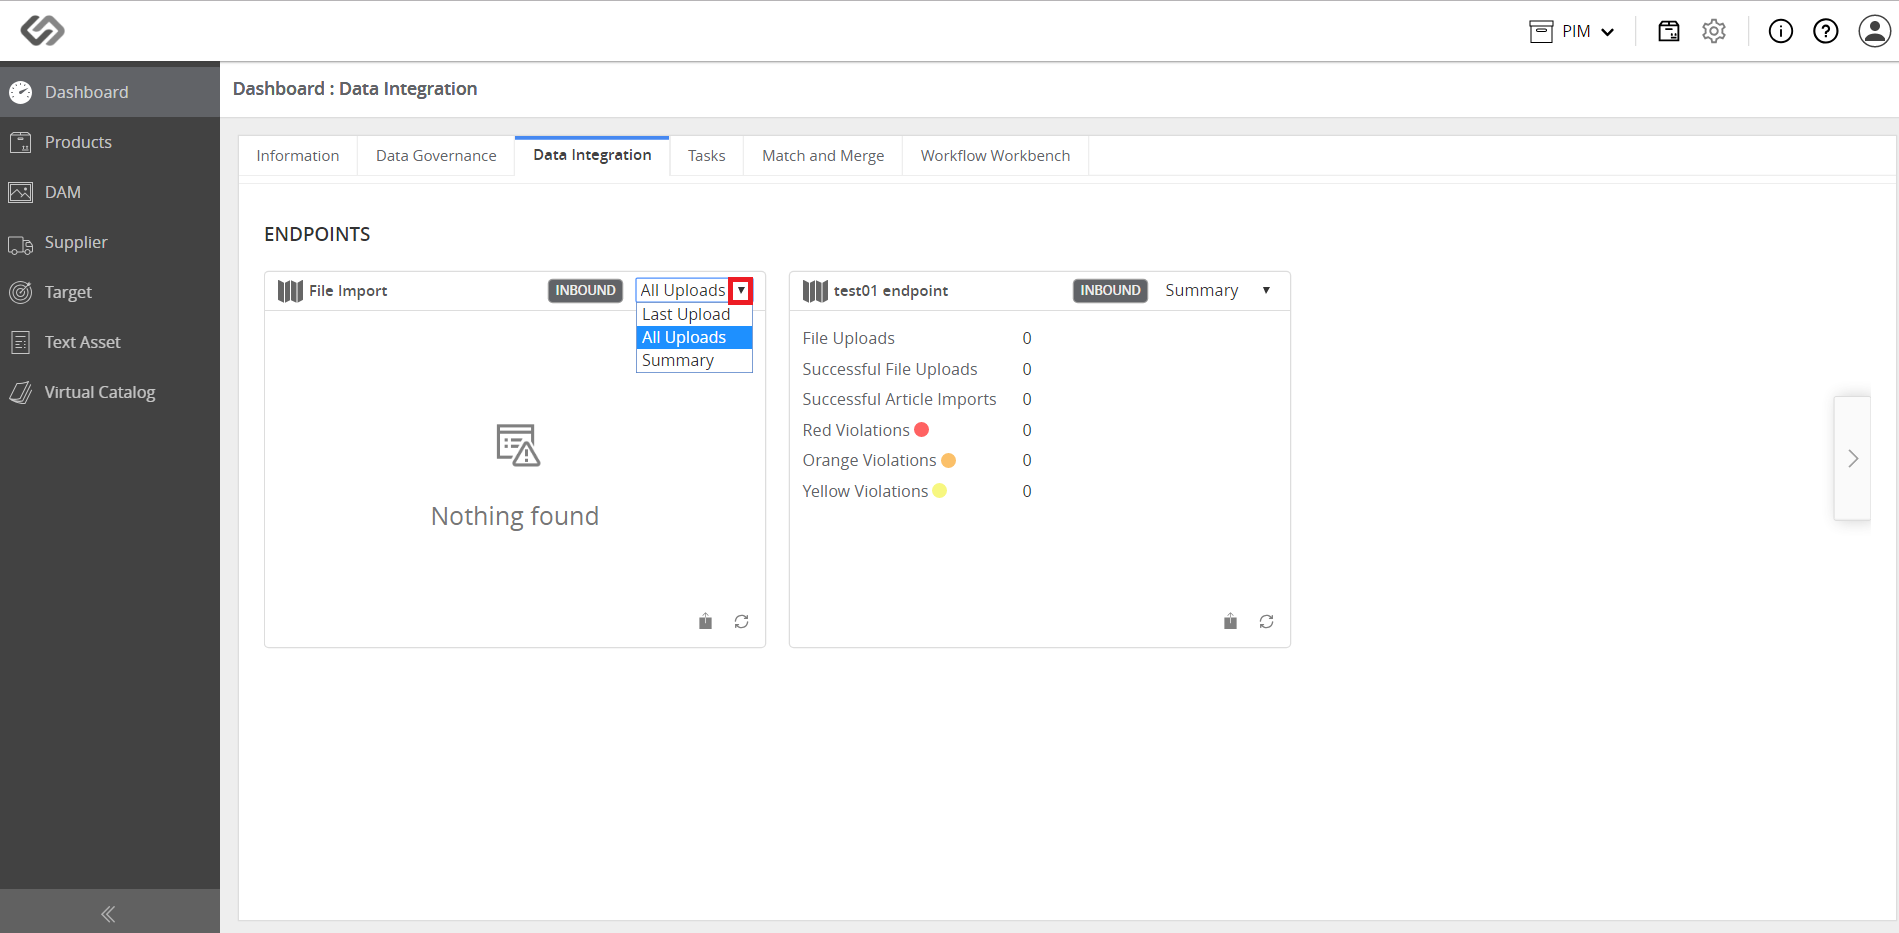 PIM
Dashboard
Products
DAM
Supplier
Target
Text Asset
Virtual Catalog
Dashboard : Data Integration
Information Data Governance Data Integration Tasks Match and Merge Workflow Workbench
ENDPOINTS
File Import INBOUND All Uploads
Last Upload
All Uploads
Summary
Nothing found
test01 endpoint INBOUND Summary
File Uploads 0
Successful File Uploads 0
Successful Article Imports 0
Red Violations 0
Orange Violations 0
Yellow Violations 0